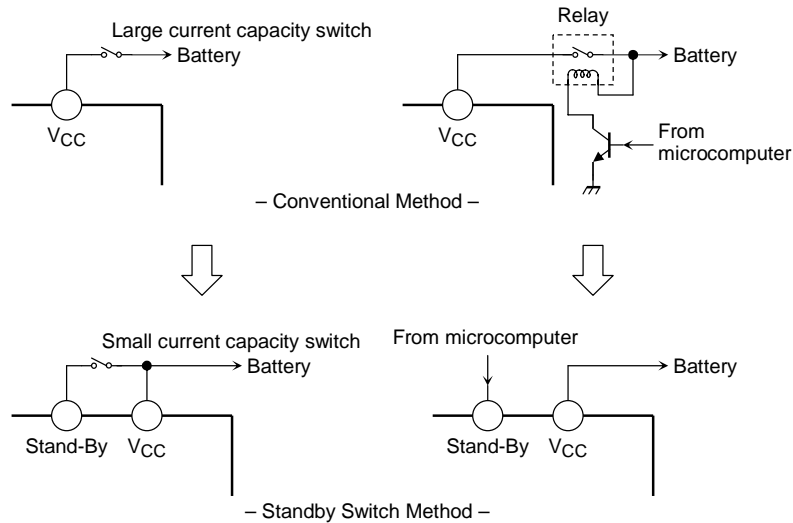 Large current capacity switch
Battery
VCC
Relay
Battery
VCC
From
microcomputer
– Conventional Method –
Small current capacity switch
Battery
Stand-By
VCC
From microcomputer
Battery
Stand-By
VCC
– Standby Switch Method –